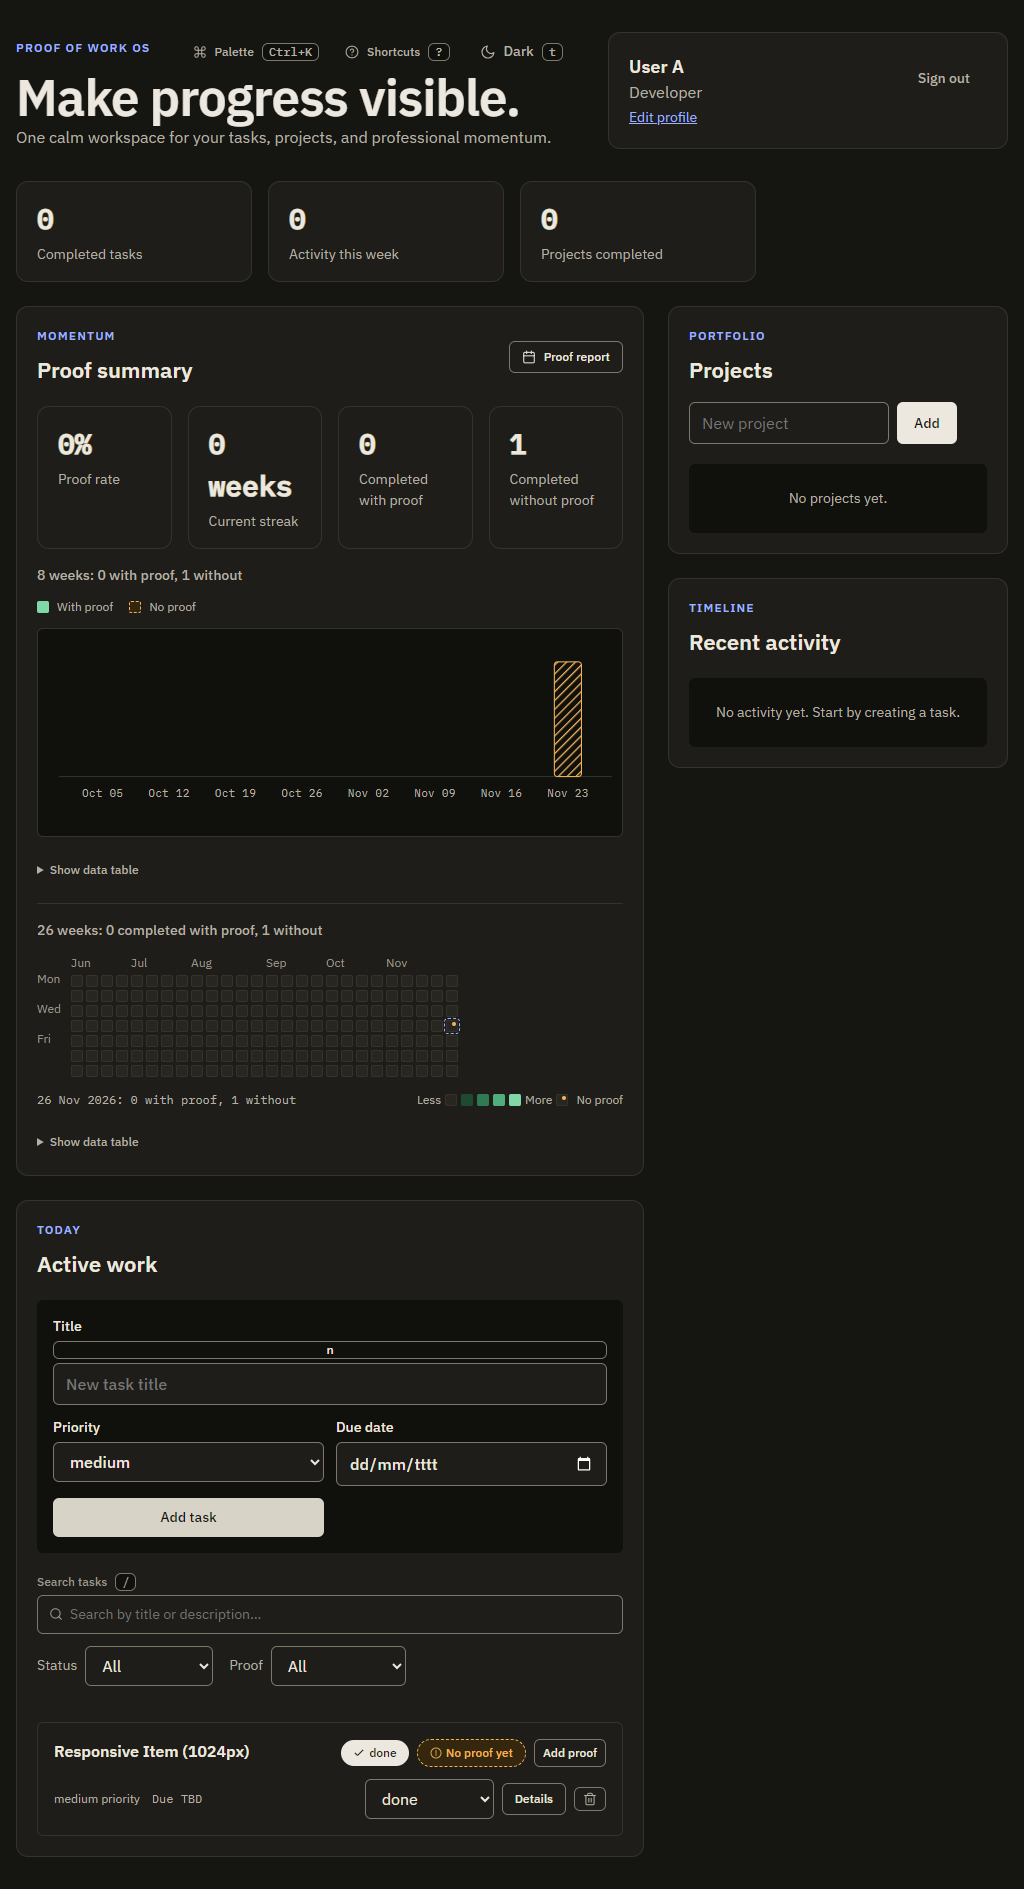 PROOF OF WORK OS
Palette Ctrl+K
Shortcuts ?
Dark t
Make progress visible.
One calm workspace for your tasks, projects, and professional momentum.
User A
Developer
Edit profile
Sign out
0
Completed tasks
0
Activity this week
0
Projects completed
MOMENTUM
Proof summary
Proof report
0%
Proof rate
0
weeks
Current streak
0
Completed
with proof
1
Completed
without proof
8 weeks: 0 with proof, 1 without
With proof
No proof
Oct 05 Oct 12 Oct 19 Oct 26 Nov 02 Nov 09 Nov 16 Nov 23
Show data table
26 weeks: 0 completed with proof, 1 without
Jun Jul Aug Sep Oct Nov
Mon
Wed
Fri
26 Nov 2026: 0 with proof, 1 without
Less More No proof
Show data table
PORTFOLIO
Projects
New project
Add
No projects yet.
TIMELINE
Recent activity
No activity yet. Start by creating a task.
TODAY
Active work
Title
n
New task title
Priority
medium
Due date
dd/mm/tttt
Add task
Search tasks /
Search by title or description...
Status All Proof All
Responsive Item (1024px)
done
No proof yet
Add proof
medium priority Due TBD
done
Details